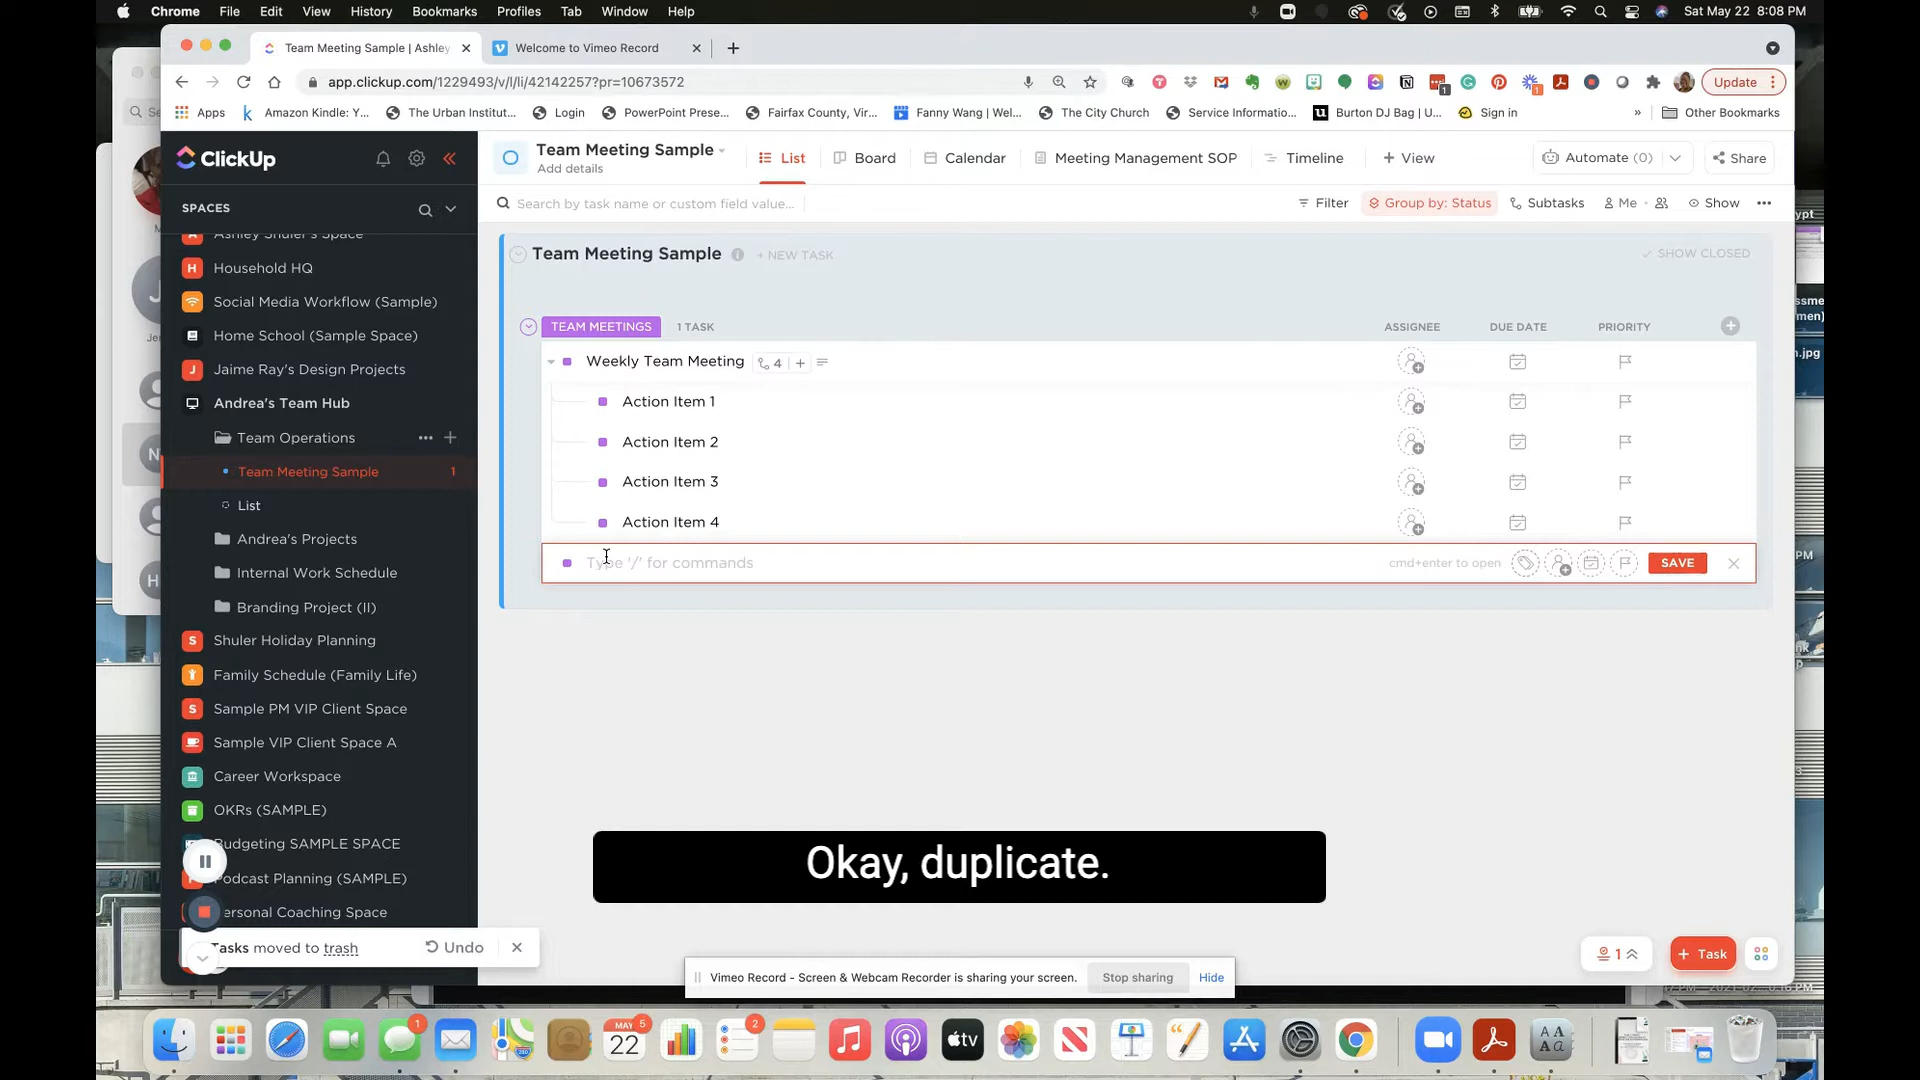 Chrome File Edit View History Bookmarks Profiles Tab Window Help Sat May 22 8:08 PM
Team Meeting Sample | Ashley Welcome to Vimeo Record
app.clickup.com/1229493/v/l/li/42142257?pr=10673572 Update
Apps Amazon Kindle: Y... The Urban Institut... Login PowerPoint Prese... Fairfax County, Vir... Fanny Wang | Wel... The City Church Service Informatio... Burton DJ Bag | U... Sign in » Other Bookmarks
ClickUp
SPACES
Ashley Shuler's Space
Household HQ
Social Media Workflow (Sample)
Home School (Sample Space)
Jaime Ray's Design Projects
Andrea's Team Hub
Team Operations
Team Meeting Sample 1
List
Andrea's Projects
Internal Work Schedule
Branding Project (II)
Shuler Holiday Planning
Family Schedule (Family Life)
Sample PM VIP Client Space
Sample VIP Client Space A
Career Workspace
OKRs (SAMPLE)
Budgeting SAMPLE SPACE
Podcast Planning (SAMPLE)
ersonal Coaching Space
Tasks moved to trash Undo
Team Meeting Sample
Add details
List Board Calendar Meeting Management SOP Timeline + View Automate (0) Share
Search by task name or custom field value... Filter Group by: Status Subtasks Me Show
Team Meeting Sample + NEW TASK SHOW CLOSED
TEAM MEETINGS 1 TASK ASSIGNEE DUE DATE PRIORITY
Weekly Team Meeting 4 +
Action Item 1
Action Item 2
Action Item 3
Action Item 4
Type '/' for commands cmd+enter to open SAVE
Okay, duplicate.
1 + Task
Vimeo Record - Screen & Webcam Recorder is sharing your screen. Stop sharing Hide
MAY
22
5
1
2
tv